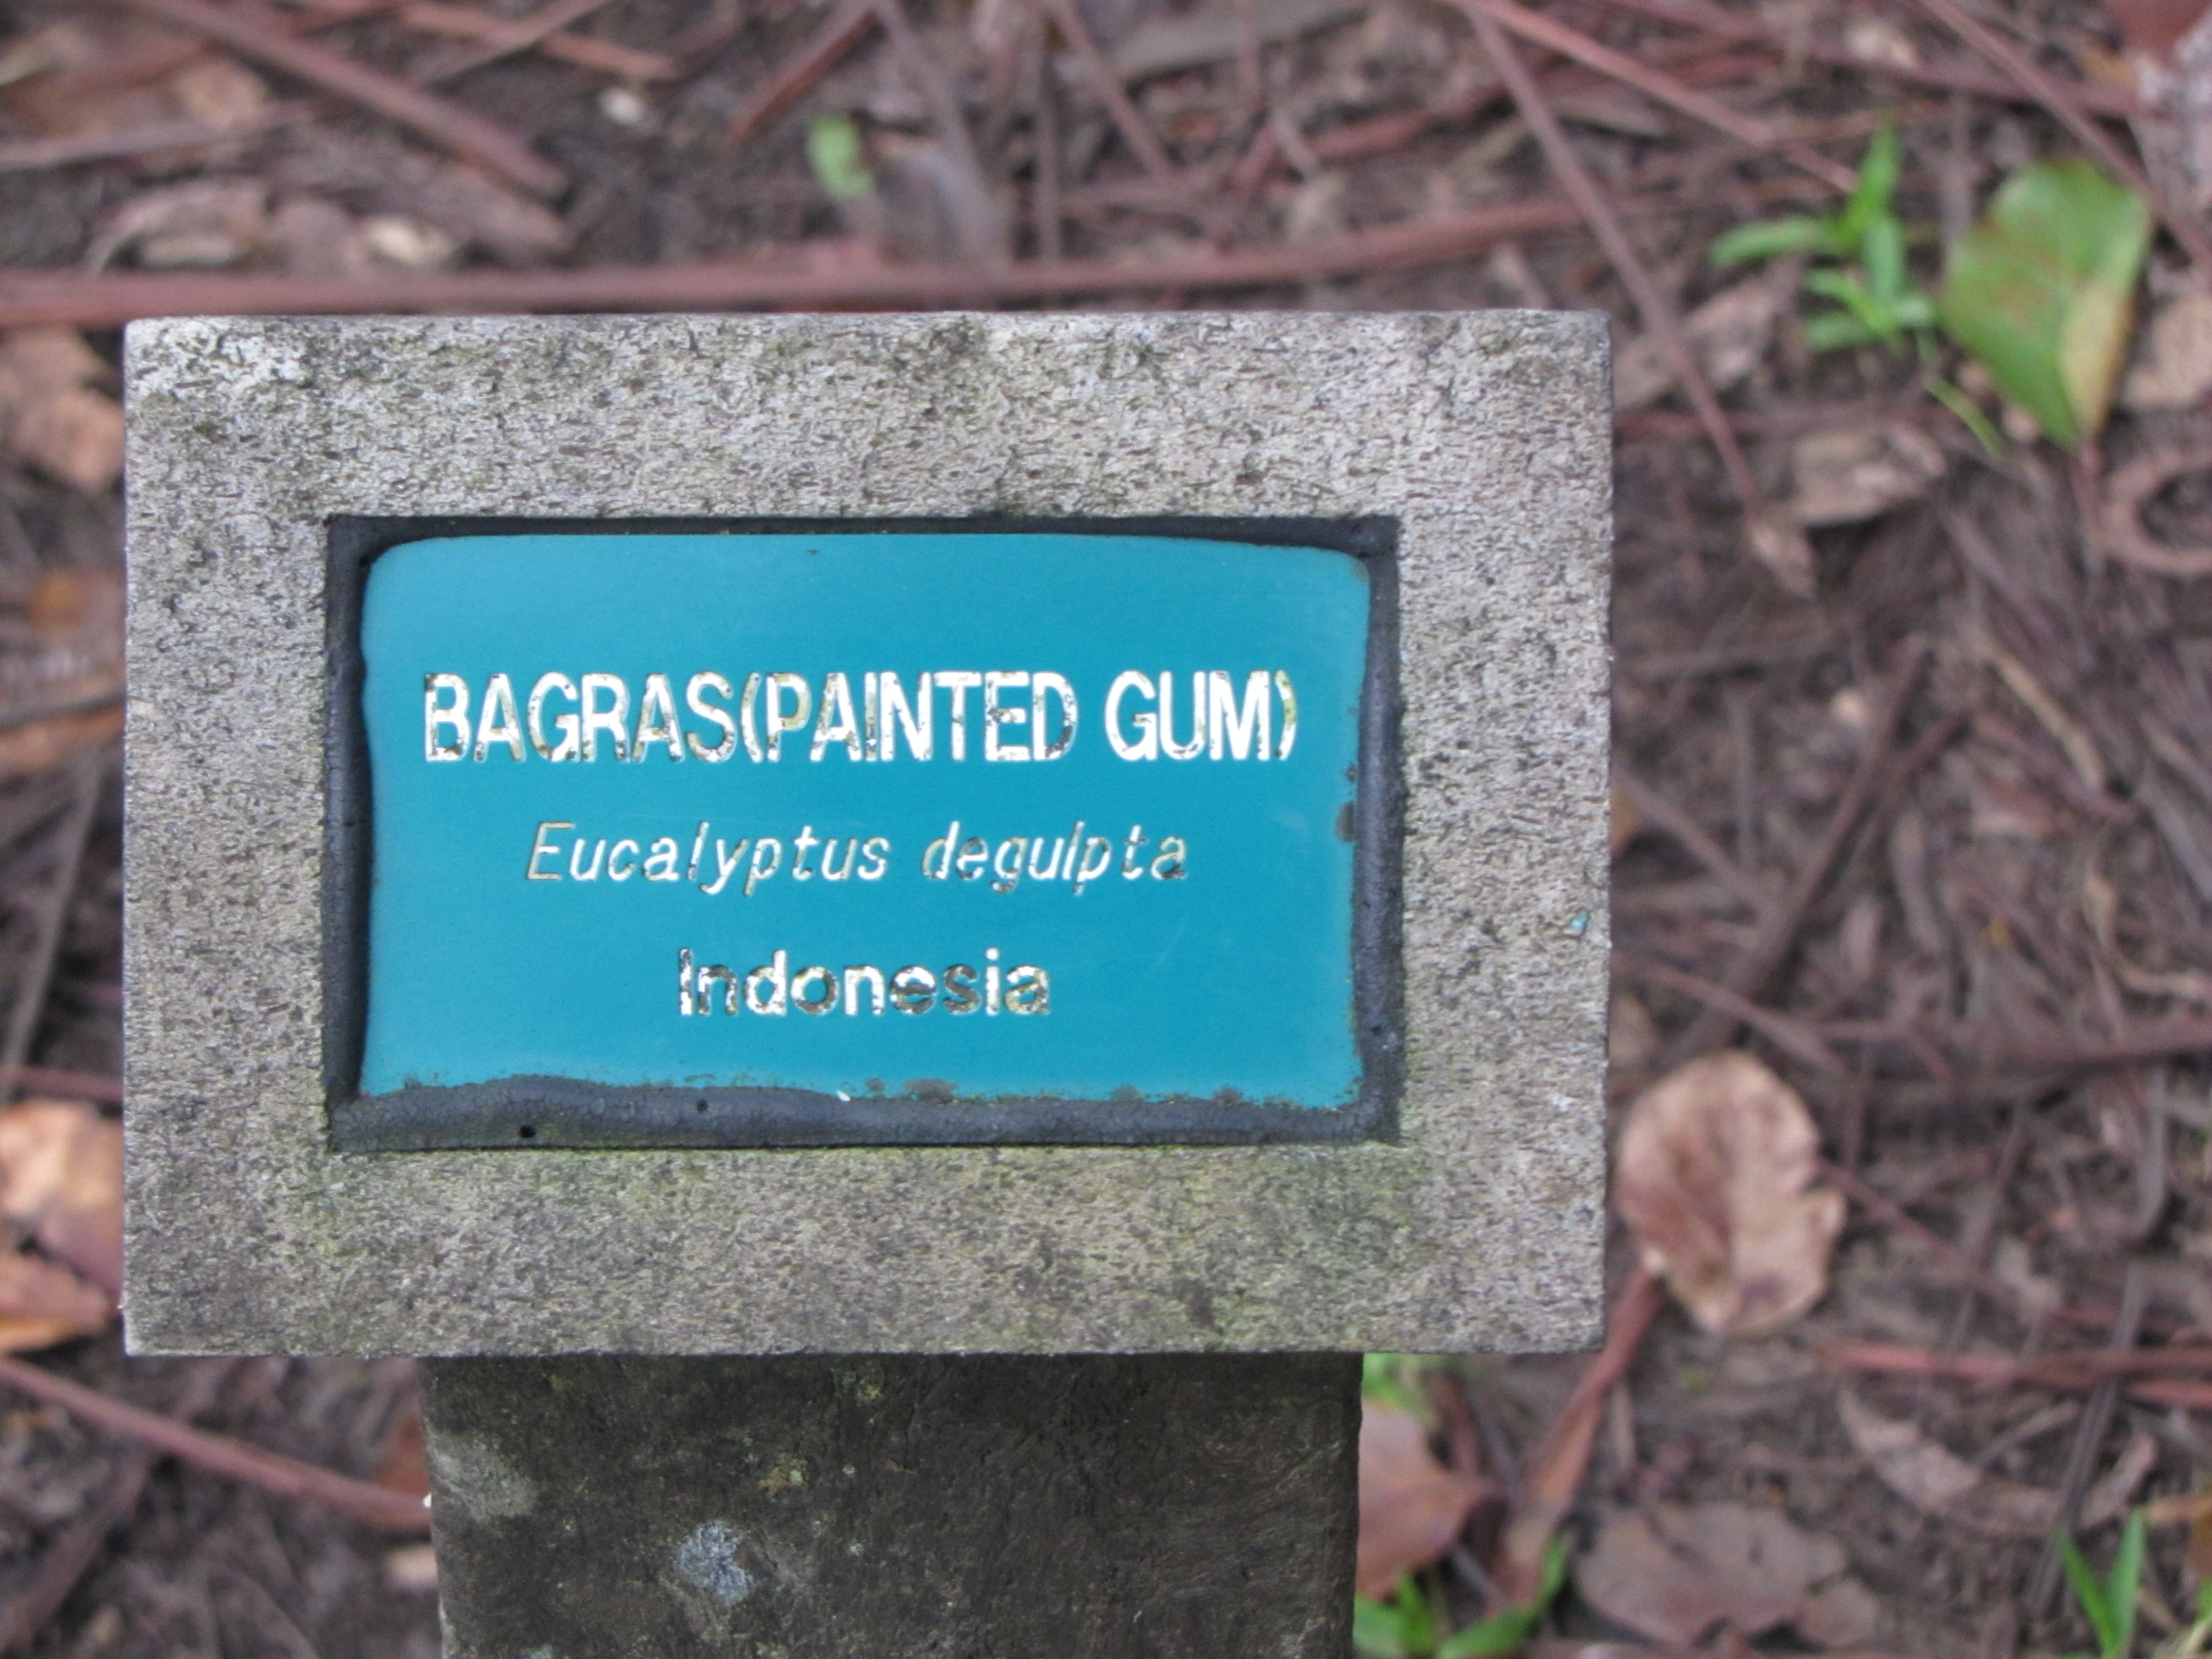 BAGRAS(PAINTED GUM)
Eucalyptus degulpta
Indonesia